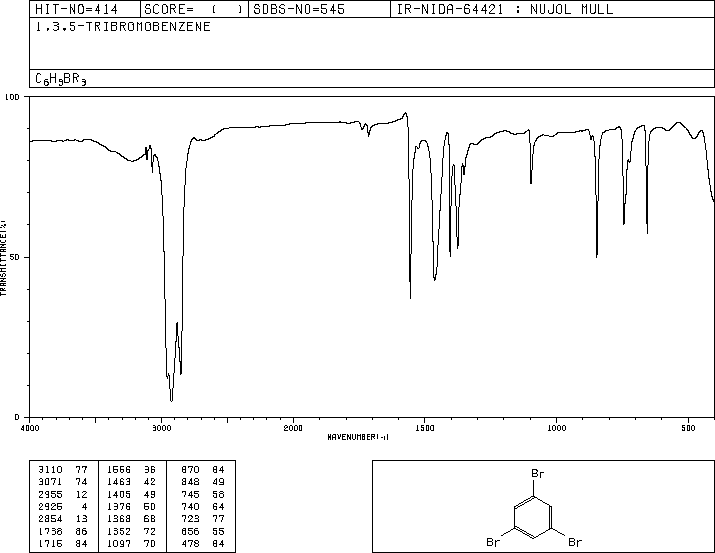 HIT-NO=414 SCORE= ( ) SDBS-NO=545 IR-NIDA-64421 : NUJOL MULL
1,3,5-TRIBROMOBENZENE
C6H3BR3
100
50
0
TRANSMITTANCE(%)
4000 3000 2000 1500 1000 500
WAVENUMBER(-1)
3110 77 1556 36 870 84
3071 74 1463 42 848 49
2955 12 1405 49 745 58
2925 4 1376 50 740 64
2854 13 1368 68 723 77
1736 86 1352 72 656 55
1715 84 1097 70 478 84
Br
Br
Br